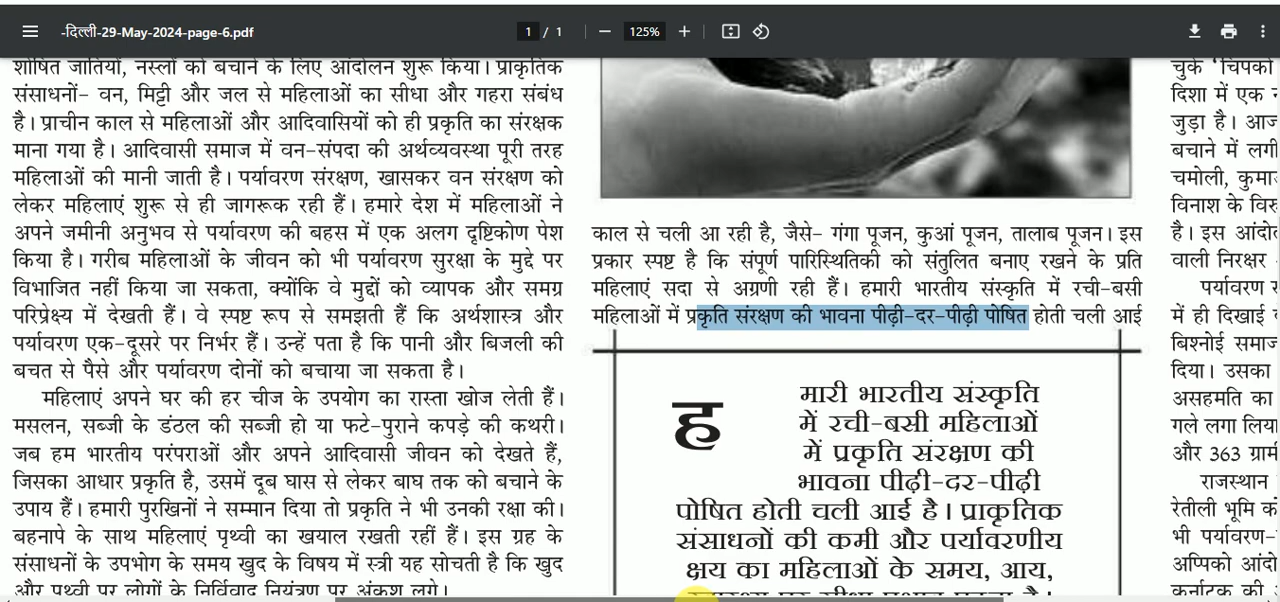 -दिल्ली-29-May-2024-page-6.pdf
1 / 1
125%
शोषित जातियों, नस्लों को बचाने के लिए आंदोलन शुरू किया। प्राकृतिक
संसाधनों- वन, मिट्टी और जल से महिलाओं का सीधा और गहरा संबंध
है। प्राचीन काल से महिलाओं और आदिवासियों को ही प्रकृति का संरक्षक
माना गया है। आदिवासी समाज में वन-संपदा की अर्थव्यवस्था पूरी तरह
महिलाओं की मानी जाती है। पर्यावरण संरक्षण, खासकर वन संरक्षण को
लेकर महिलाएं शुरू से ही जागरूक रही हैं। हमारे देश में महिलाओं ने
अपने जमीनी अनुभव से पर्यावरण की बहस में एक अलग दृष्टिकोण पेश
किया है। गरीब महिलाओं के जीवन को भी पर्यावरण सुरक्षा के मुद्दे पर
विभाजित नहीं किया जा सकता, क्योंकि वे मुद्दों को व्यापक और समग्र
परिप्रेक्ष्य में देखती हैं। वे स्पष्ट रूप से समझती हैं कि अर्थशास्त्र और
पर्यावरण एक-दूसरे पर निर्भर हैं। उन्हें पता है कि पानी और बिजली की
बचत से पैसे और पर्यावरण दोनों को बचाया जा सकता है।
महिलाएं अपने घर की हर चीज के उपयोग का रास्ता खोज लेती हैं।
मसलन, सब्जी के डंठल की सब्जी हो या फटे-पुराने कपड़े की कथरी।
जब हम भारतीय परंपराओं और अपने आदिवासी जीवन को देखते हैं,
जिसका आधार प्रकृति है, उसमें दूब घास से लेकर बाघ तक को बचाने के
उपाय हैं। हमारी पुरखिनों ने सम्मान दिया तो प्रकृति ने भी उनकी रक्षा की।
बहनापे के साथ महिलाएं पृथ्वी का खयाल रखती रहीं हैं। इस ग्रह के
संसाधनों के उपभोग के समय खुद के विषय में स्त्री यह सोचती है कि खुद
और पृथ्वी पर लोगों के निर्विवाद नियंत्रण पर अंकुश लगे।
काल से चली आ रही है, जैसे- गंगा पूजन, कुआं पूजन, तालाब पूजन। इस
प्रकार स्पष्ट है कि संपूर्ण पारिस्थितिकी को संतुलित बनाए रखने के प्रति
महिलाएं सदा से अग्रणी रही हैं। हमारी भारतीय संस्कृति में रची-बसी
महिलाओं में प्रकृति संरक्षण की भावना पीढ़ी-दर-पीढ़ी पोषित होती चली आई
हमारी भारतीय संस्कृति
में रची-बसी महिलाओं
में प्रकृति संरक्षण की
भावना पीढ़ी-दर-पीढ़ी
पोषित होती चली आई है। प्राकृतिक
संसाधनों की कमी और पर्यावरणीय
क्षय का महिलाओं के समय, आय,
चुके 'चिपको
दिशा में एक
जुड़ा है। आज
बचाने में लगी
चमोली,
विनाश के
है। इस
वाली निरक्षर
पर्यावरण
में ही दिखाई
बिश्नोई समाज
दिया। उसका
असहमति का
गले लगा लिया
और 363
राजस्थान
रेतीली भूमि
भी
अप्पिको
कर्नाटक की